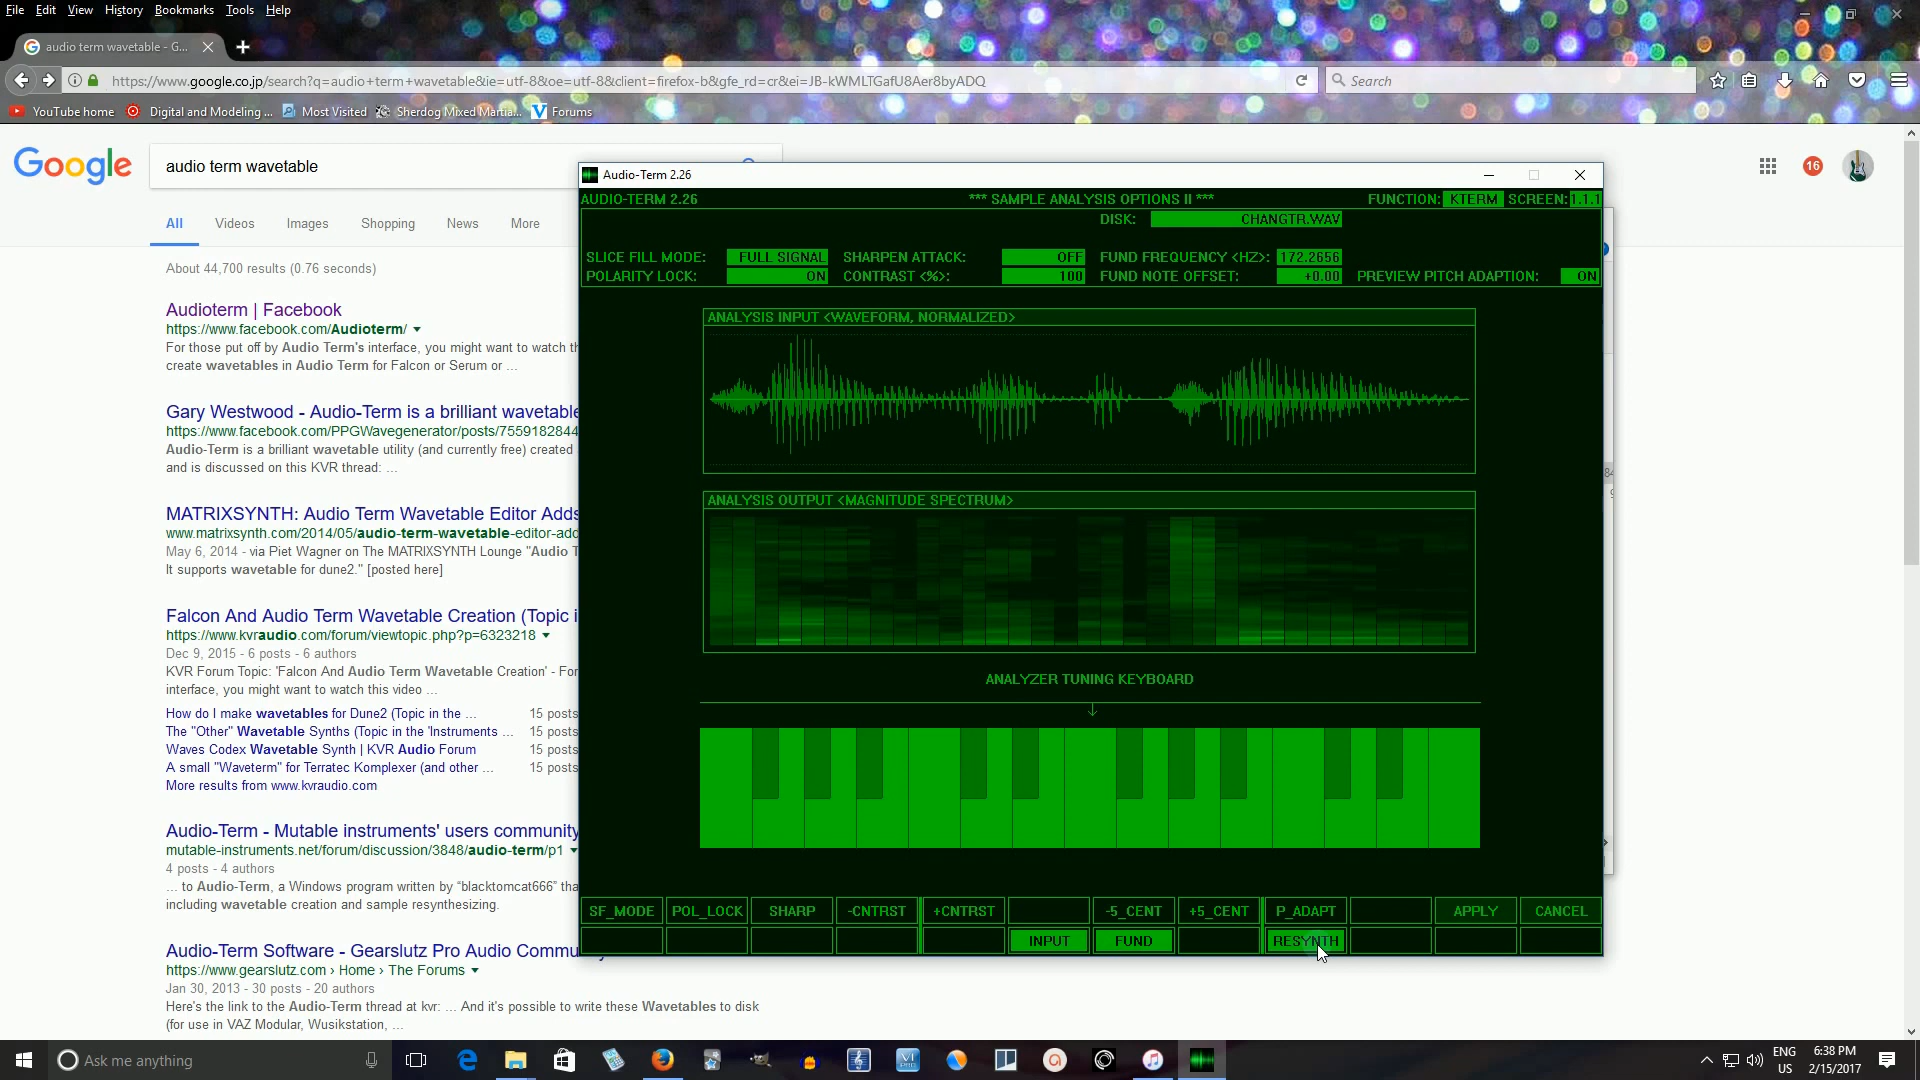 File Edit View History Bookmarks Tools Help
audio term wavetable - G...
https://www.google.co.jp/search?q=audio+term+wavetable&ie=utf-8&oe=utf-8&client=firefox-b&gfe_rd=cr&ei=JB-kWMLTGafU8Aer8byADQ
Search
YouTube home Digital and Modeling ... Most Visited Sherdog Mixed Martia... Forums
Google
audio term wavetable
16
All Videos Images Shopping News More
About 44,700 results (0.76 seconds)
Audioterm | Facebook
https://www.facebook.com/Audioterm/
For those put off by Audio Term's interface, you might want to watch th
create wavetables in Audio Term for Falcon or Serum or ...
Gary Westwood - Audio-Term is a brilliant wavetable
https://www.facebook.com/PPGWavegenerator/posts/7559182844
Audio-Term is a brilliant wavetable utility (and currently free) created
and is discussed on this KVR thread: ...
MATRIXSYNTH: Audio Term Wavetable Editor Adds
www.matrixsynth.com/2014/05/audio-term-wavetable-editor-add
May 6, 2014 - via Piet Wagner on The MATRIXSYNTH Lounge "Audio T
It supports wavetable for dune2." [posted here]
Falcon And Audio Term Wavetable Creation (Topic i
https://www.kvraudio.com/forum/viewtopic.php?p=6323218
Dec 9, 2015 - 6 posts - 6 authors
KVR Forum Topic: 'Falcon And Audio Term Wavetable Creation' - For
interface, you might want to watch this video ...
How do I make wavetables for Dune2 (Topic in the ... 15 posts
The "Other" Wavetable Synths (Topic in the 'Instruments ... 15 posts
Waves Codex Wavetable Synth | KVR Audio Forum 15 posts
A small "Waveterm" for Terratec Komplexer (and other ... 15 posts
More results from www.kvraudio.com
Audio-Term - Mutable instruments' users community
mutable-instruments.net/forum/discussion/3848/audio-term/p1
4 posts - 4 authors
... to Audio-Term, a Windows program written by “blacktomcat666” tha
including wavetable creation and sample resynthesizing.
Audio-Term Software - Gearslutz Pro Audio Commu
https://www.gearslutz.com › Home › The Forums
Jan 30, 2013 - 30 posts - 20 authors
Here's the link to the Audio-Term thread at kvr: ... And it's possible to write these Wavetables to disk
(for use in VAZ Modular, Wusikstation, ...
Audio-Term 2.26
AUDIO-TERM 2.26 *** SAMPLE ANALYSIS OPTIONS II *** FUNCTION: KTERM SCREEN: 1.1.1
DISK: CHANGTR.WAV
SLICE FILL MODE: FULL SIGNAL SHARPEN ATTACK: OFF FUND FREQUENCY <HZ>: 172.2656
POLARITY LOCK: ON CONTRAST <%>: 100 FUND NOTE OFFSET: +0.00 PREVIEW PITCH ADAPTION: ON
ANALYSIS INPUT <WAVEFORM, NORMALIZED>
ANALYSIS OUTPUT <MAGNITUDE SPECTRUM>
ANALYZER TUNING KEYBOARD
SF_MODE POL_LOCK SHARP -CNTRST +CNTRST -5_CENT +5_CENT P_ADAPT APPLY CANCEL
INPUT FUND RESYNTH
Ask me anything
ENG
US
6:38 PM
2/15/2017